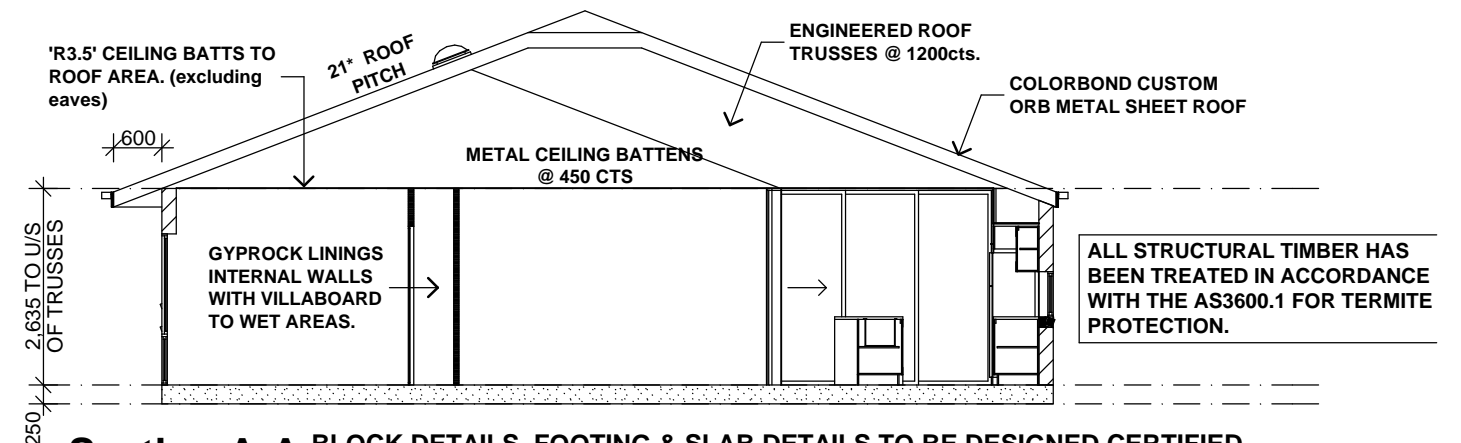 'R3.5' CEILING BATTS TO
ROOF AREA. (excluding
eaves)
21* ROOF
PITCH
ENGINEERED ROOF
TRUSSES @ 1200cts.
COLORBOND CUSTOM
ORB METAL SHEET ROOF
600
METAL CEILING BATTENS
@ 450 CTS
2,635 TO U/S
OF TRUSSES
GYPROCK LININGS
INTERNAL WALLS
WITH VILLABOARD
TO WET AREAS.
ALL STRUCTURAL TIMBER HAS
BEEN TREATED IN ACCORDANCE
WITH THE AS3600.1 FOR TERMITE
PROTECTION.
250
Section A-A BLOCK DETAILS, FOOTING & SLAB DETAILS TO BE DESIGNED CERTIFIED